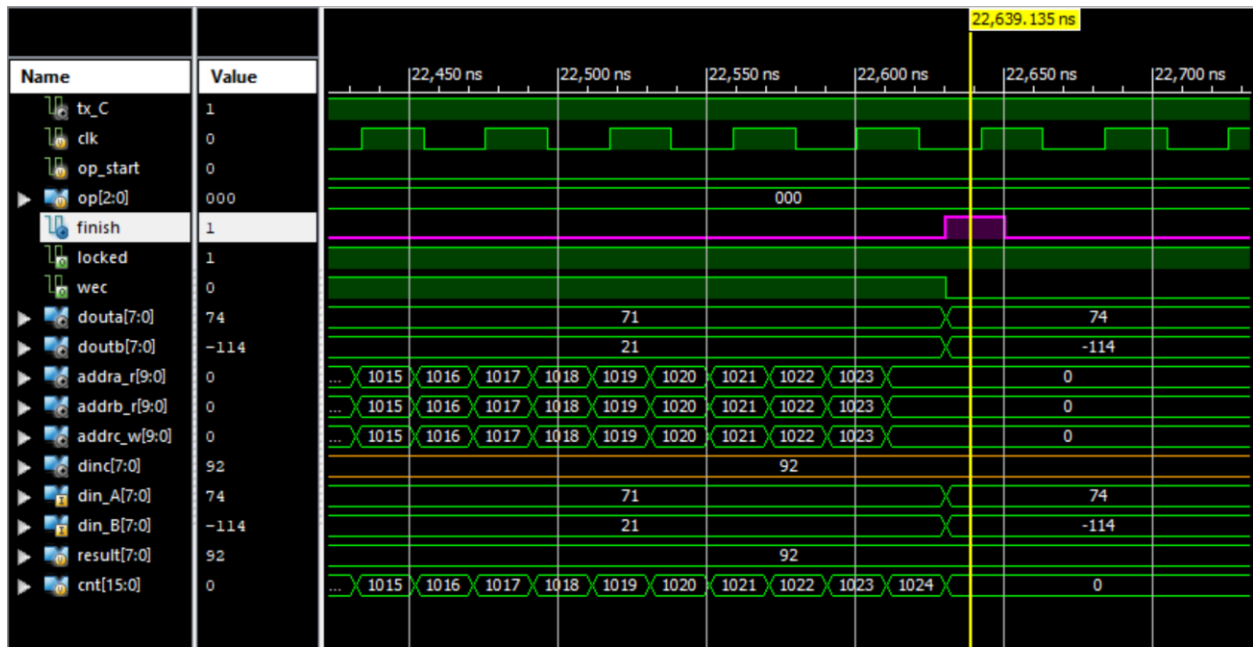 22,639.135 ns
Name Value 22,450 ns 22,500 ns 22,550 ns 22,600 ns 22,650 ns 22,700 ns
tx_C 1
clk 0
op_start 0
op[2:0] 000 000
finish 1
locked 1
wec 0
douta[7:0] 74 71 74
doutb[7:0] -114 21 -114
addra_r[9:0] 0 ... 1015 1016 1017 1018 1019 1020 1021 1022 1023 0
addrb_r[9:0] 0 ... 1015 1016 1017 1018 1019 1020 1021 1022 1023 0
addrc_w[9:0] 0 ... 1015 1016 1017 1018 1019 1020 1021 1022 1023 0
dinc[7:0] 92 92
din_A[7:0] 74 71 74
din_B[7:0] -114 21 -114
result[7:0] 92 92
cnt[15:0] 0 ... 1015 1016 1017 1018 1019 1020 1021 1022 1023 1024 0